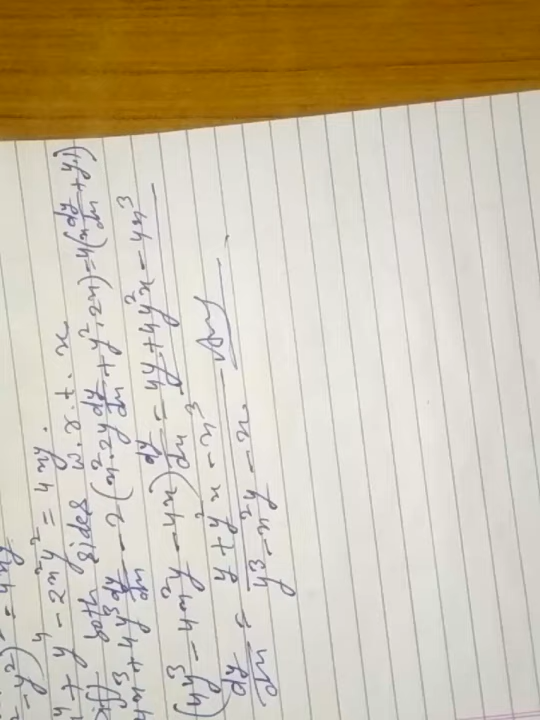 - y²)² = 4xy
x⁴ + y⁴ - 2x²y² = 4xy.
Diff both sides w.r.t. x
4x³ + 4y³ dy/dx - 2(x²·2y dy/dx + y²·2x) = 4(x dy/dx + y·1)
(4y³ - 4x²y - 4x) dy/dx = 4y + 4y²x - 4x³
dy/dx = (y + y²x - x³)/(y³ - x²y - x) Ans